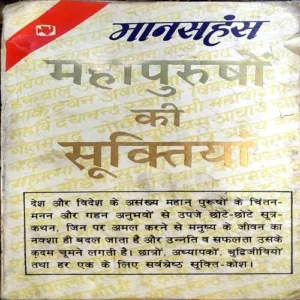 मानसहंस
महापुरुषों
की
सूक्तियां
देश और विदेश के असंख्य महान् पुरुषों के चिंतन-
मनन और गहन अनुभवों से उपजे छोटे-छोटे सूत्र-
कथन, जिन पर अमल करने से मनुष्य के जीवन का
नक्शा ही बदल जाता है और उन्नति व सफलता उसके
कदम चूमने लगती है। छात्रों, अध्यापकों, बुद्धिजीवियों
तथा हर एक के लिए सर्वश्रेष्ठ सूक्ति-कोश।